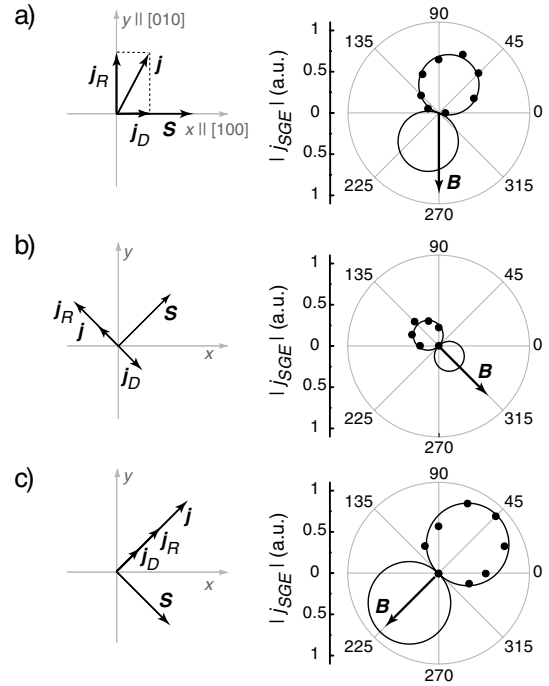 a)
y || [010]
j_R
j
j_D
S
x || [100]
| j_SGE | (a.u.)
1
0.5
0
0.5
1
90
135
45
0
225
315
270
B
b)
y
j_R
j
S
j_D
x
| j_SGE | (a.u.)
1
0.5
0
0.5
1
90
135
45
0
225
315
270
B
c)
y
j
j_R
j_D
x
S
| j_SGE | (a.u.)
1
0.5
0
0.5
1
90
135
45
0
225
315
270
B